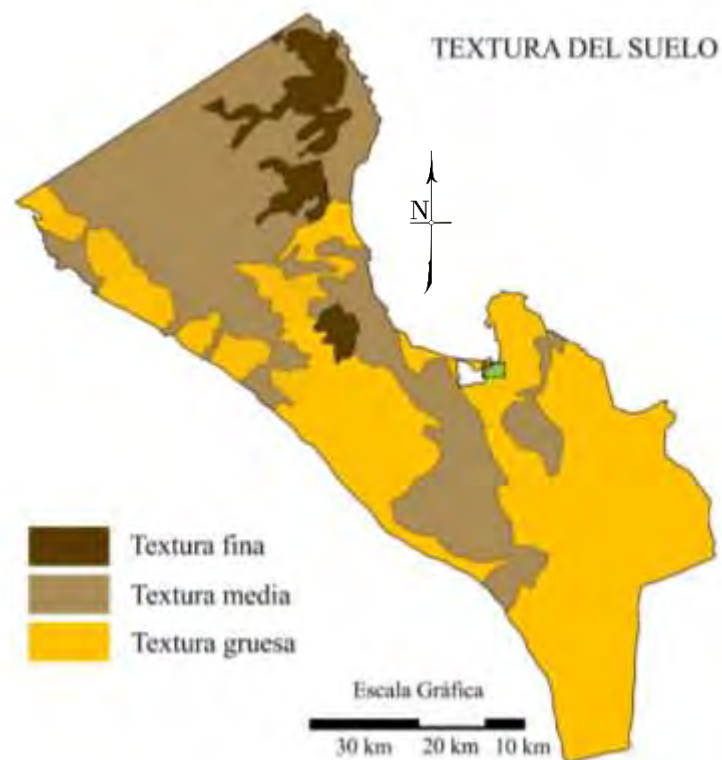 TEXTURA DEL SUELO
N
Textura fina
Textura media
Textura gruesa
Escala Gráfica
30 km 20 km 10 km